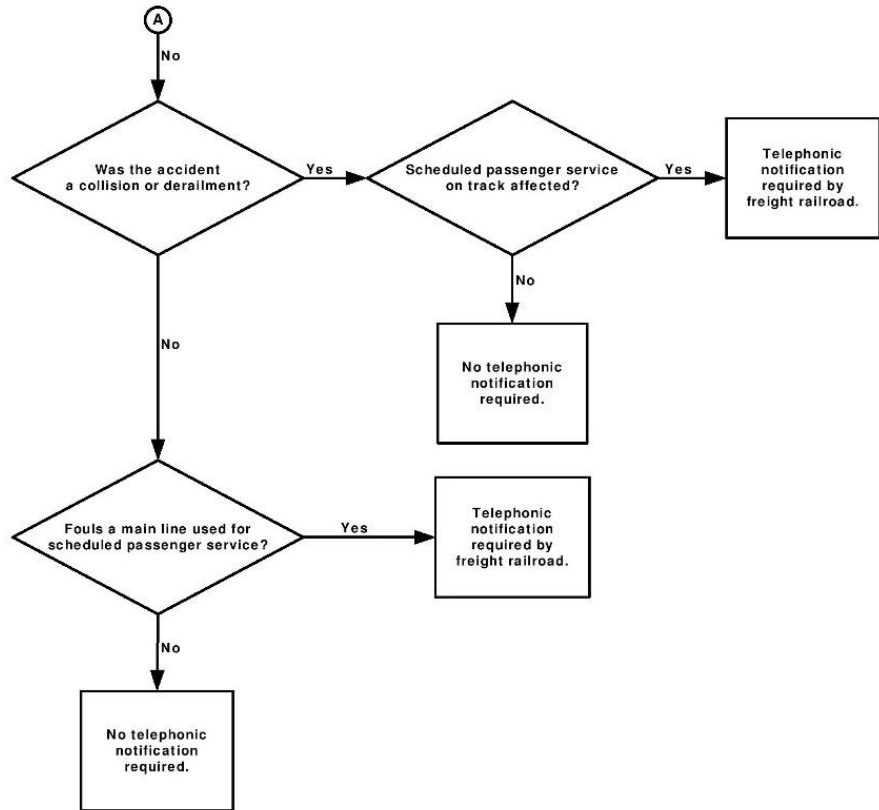 A
No
Was the accident
a collision or derailment?
Yes
Scheduled passenger service
on track affected?
Yes
Telephonic
notification
required by
freight railroad.
No
No telephonic
notification
required.
No
Fouls a main line used for
scheduled passenger service?
Yes
Telephonic
notification
required by
freight railroad.
No
No telephonic
notification
required.